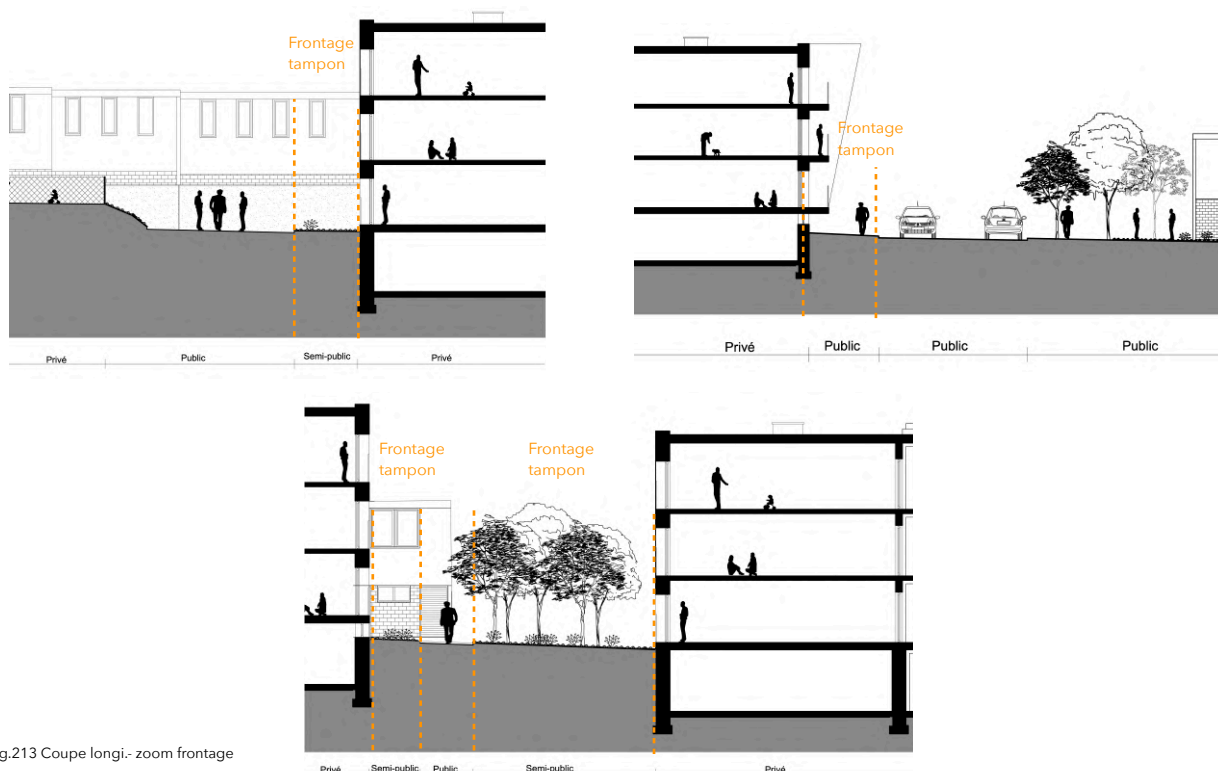 Frontage
tampon
Privé Public Semi-public Privé
Frontage
tampon
Privé Public Public Public
Frontage
tampon
Frontage
tampon
g.213 Coupe longi.- zoom frontage
Privé Semi-public Public Semi-public Privé